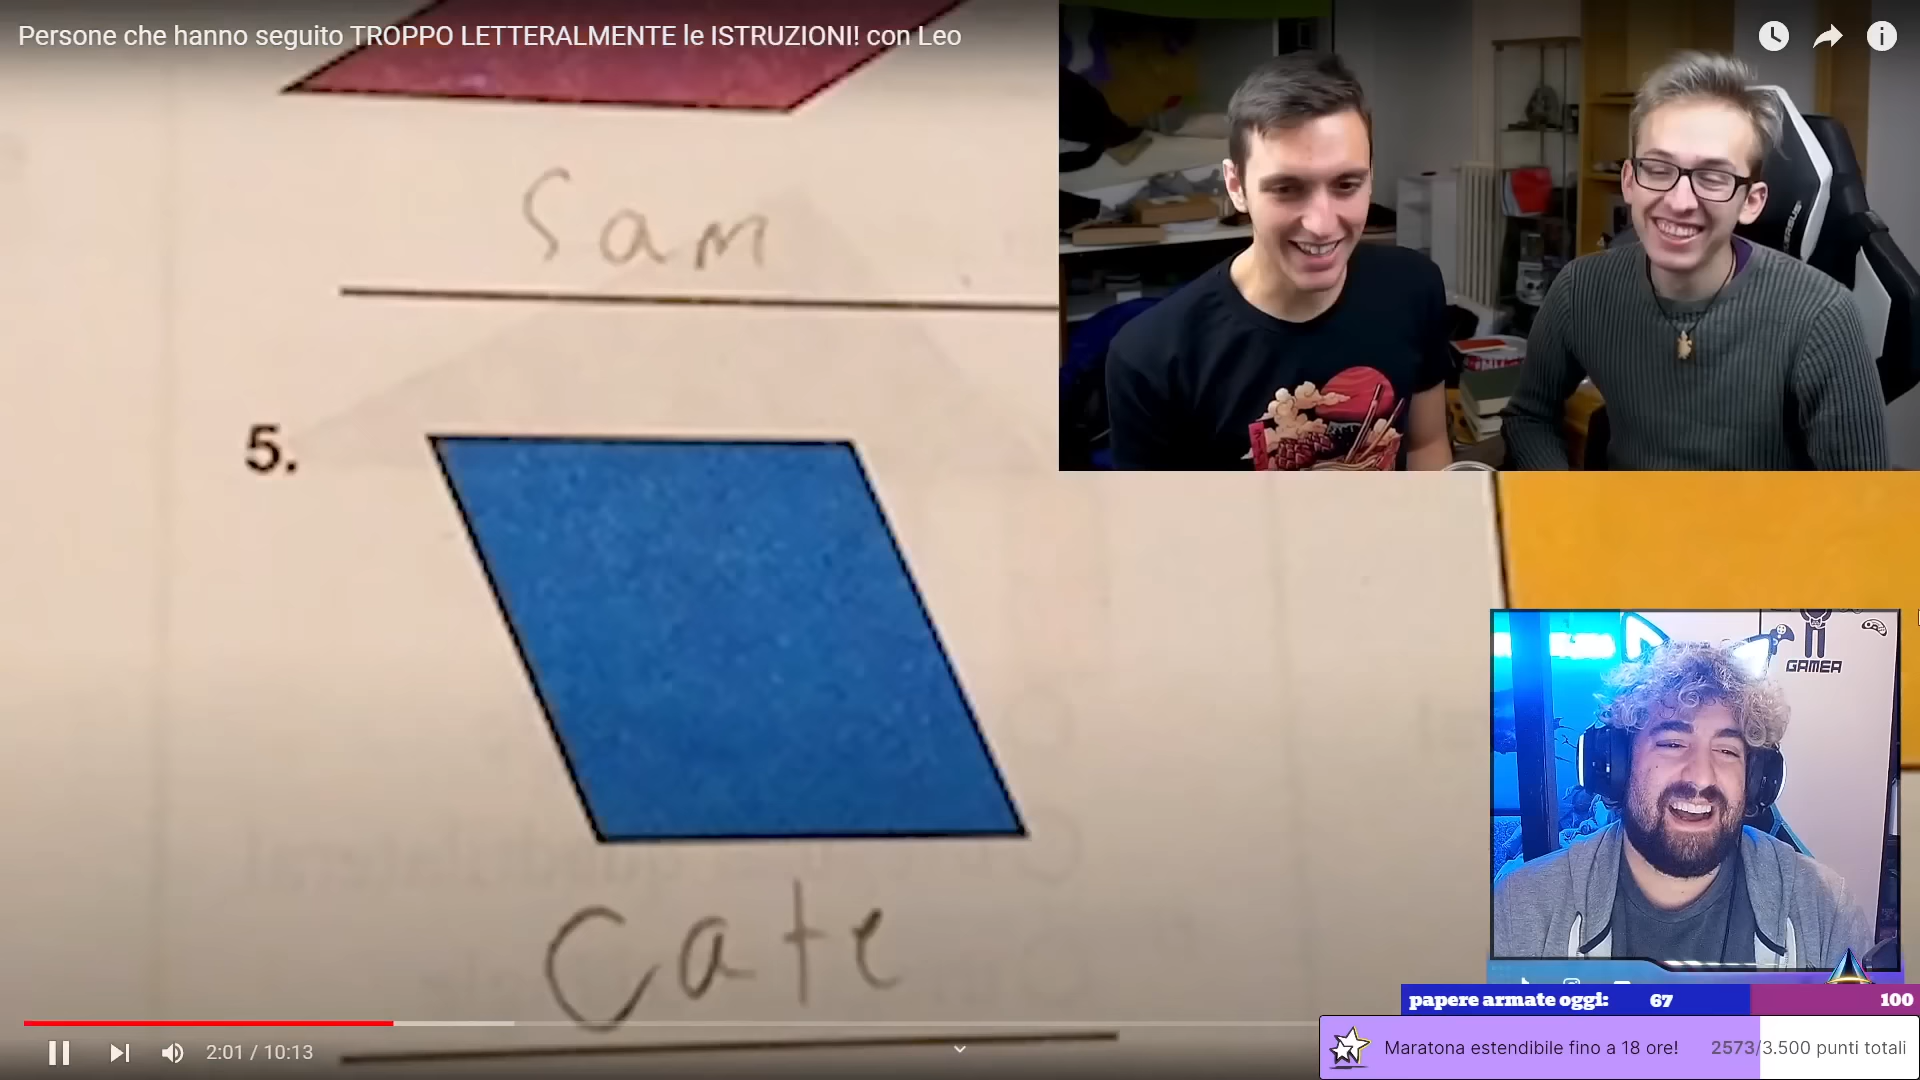 Persone che hanno seguito TROPPO LETTERALMENTE le ISTRUZIONI! con Leo
Sam
5.
Cate
GAMEA
papere armate oggi: 67 100
Maratona estendibile fino a 18 ore! 2573/3.500 punti totali
2:01 / 10:13